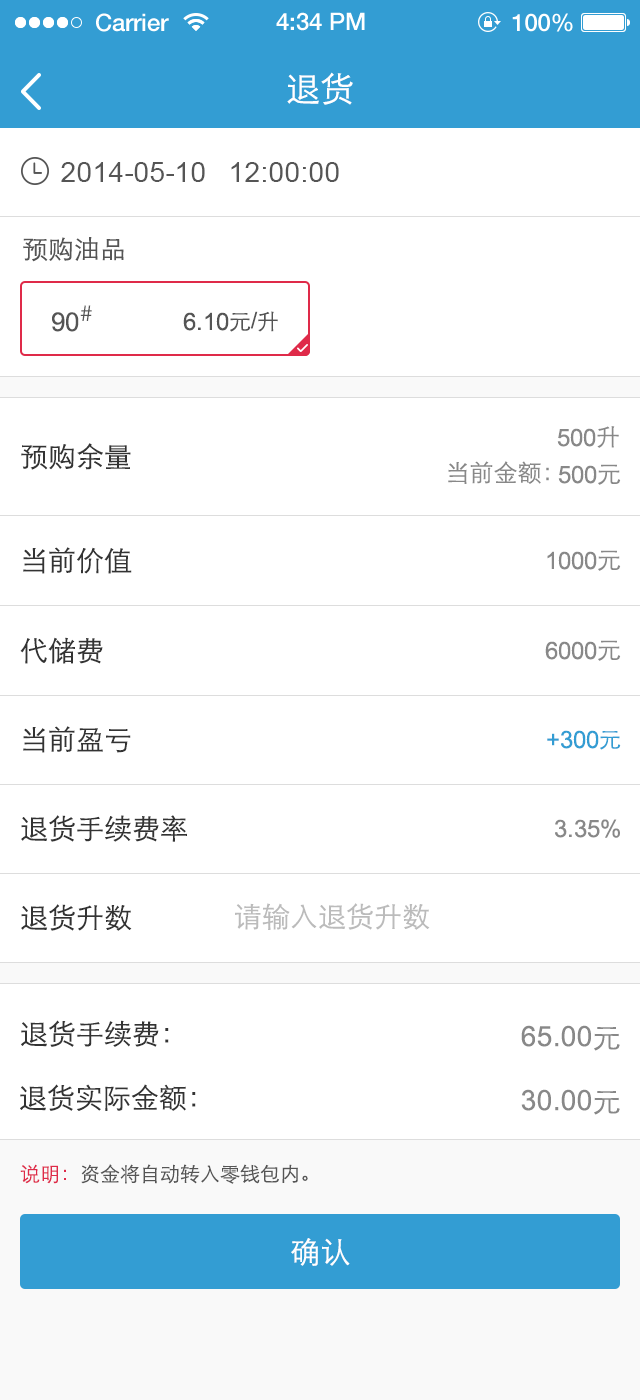 Carrier 4:34 PM 100%
退货
2014-05-10 12:00:00
预购油品
90# 6.10元/升
预购余量
500升
当前金额: 500元
当前价值 1000元
代储费 6000元
当前盈亏 +300元
退货手续费率 3.35%
退货升数 请输入退货升数
退货手续费: 65.00元
退货实际金额: 30.00元
说明: 资金将自动转入零钱包内。
确认